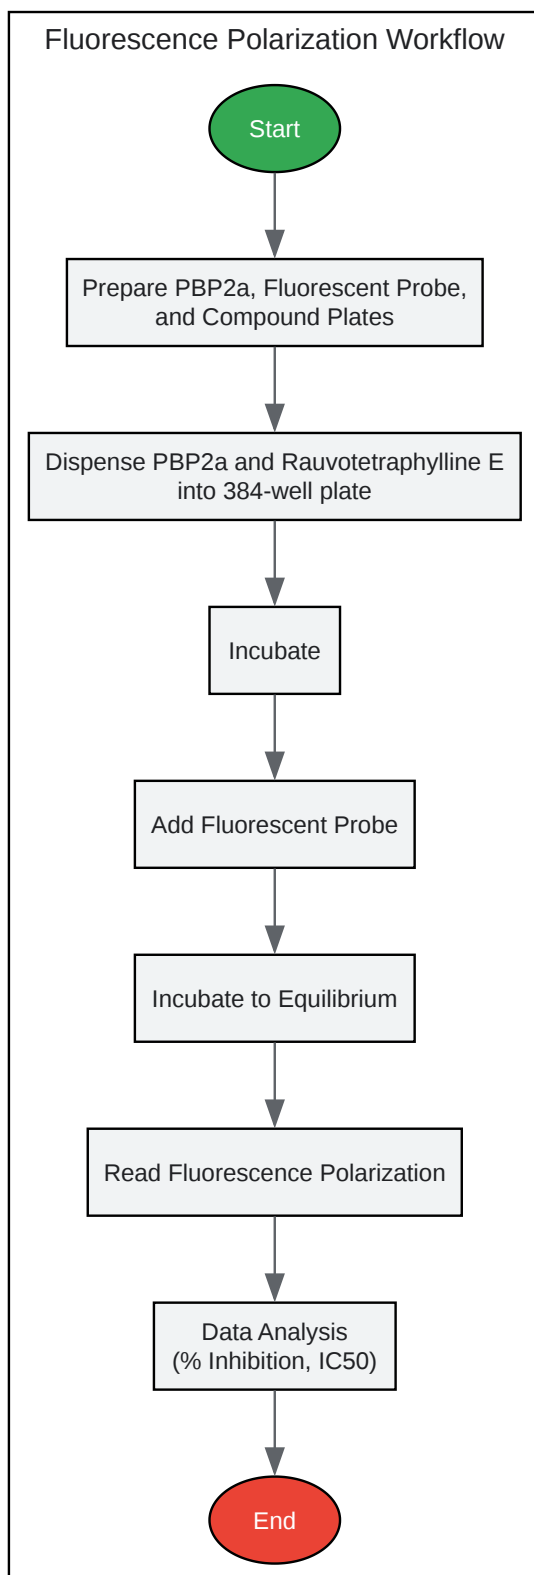 Fluorescence Polarization Workflow
Start
Prepare PBP2a, Fluorescent Probe,
and Compound Plates
Dispense PBP2a and Rauvotetraphylline E
into 384-well plate
Incubate
Add Fluorescent Probe
Incubate to Equilibrium
Read Fluorescence Polarization
Data Analysis
(% Inhibition, IC50)
End